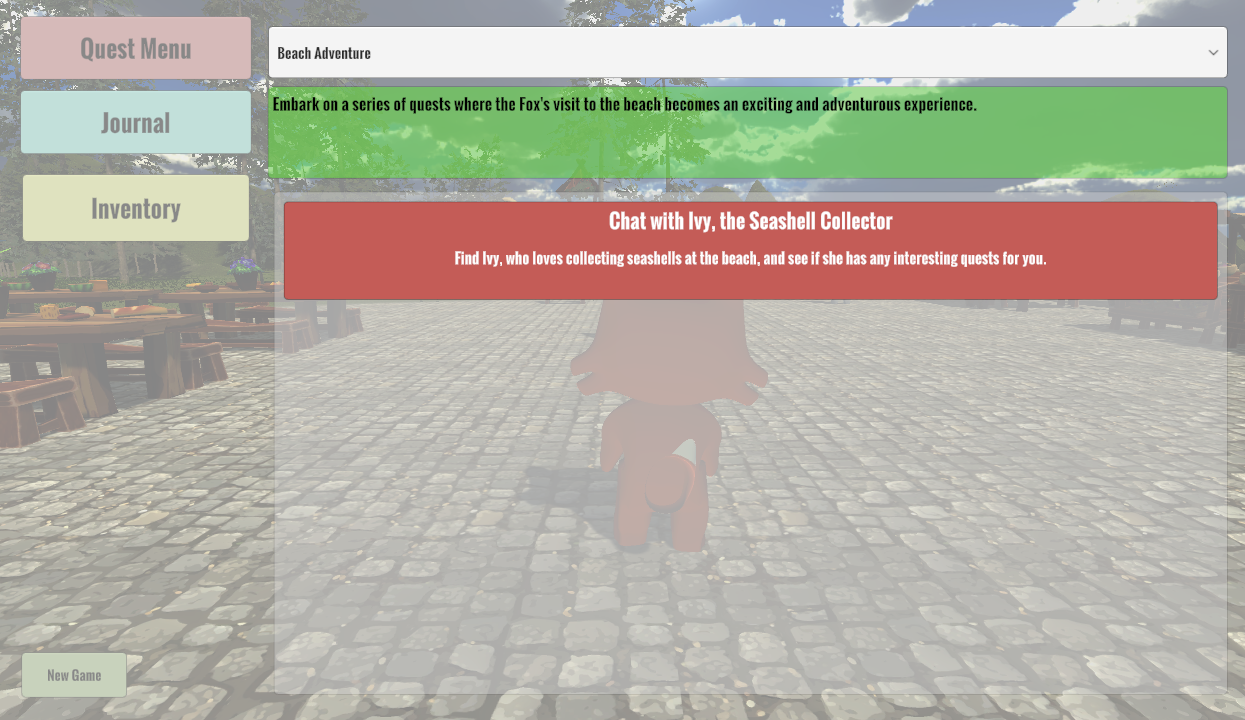 Quest Menu
Beach Adventure
Embark on a series of quests where the Fox's visit to the beach becomes an exciting and adventurous experience.
Journal
Inventory
Chat with Ivy, the Seashell Collector
Find Ivy, who loves collecting seashells at the beach, and see if she has any interesting quests for you.
New Game